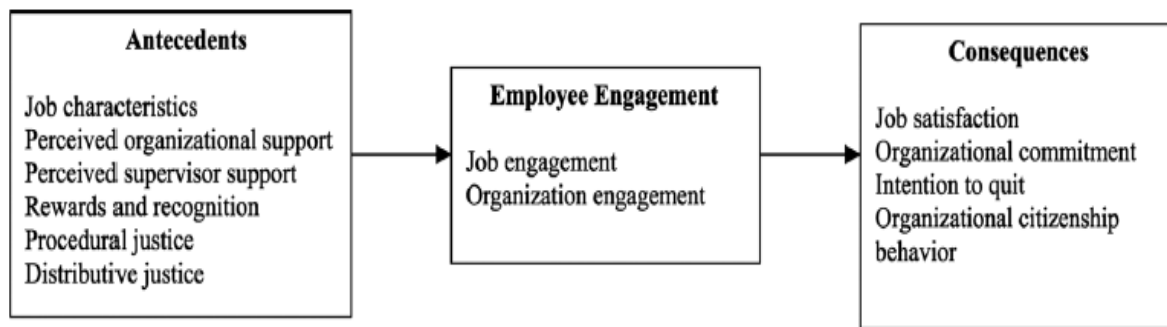 Antecedents
Job characteristics
Perceived organizational support
Perceived supervisor support
Rewards and recognition
Procedural justice
Distributive justice
Employee Engagement
Job engagement
Organization engagement
Consequences
Job satisfaction
Organizational commitment
Intention to quit
Organizational citizenship
behavior